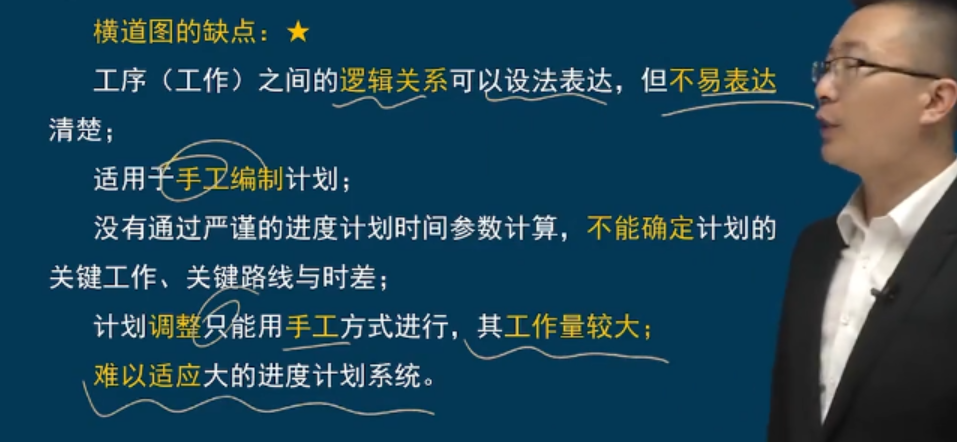 横道图的缺点：★
工序（工作）之间的逻辑关系可以设法表达，但不易表达
清楚；
适用于手工编制计划；
没有通过严谨的进度计划时间参数计算，不能确定计划的
关键工作、关键路线与时差；
计划调整只能用手工方式进行，其工作量较大；
难以适应大的进度计划系统。